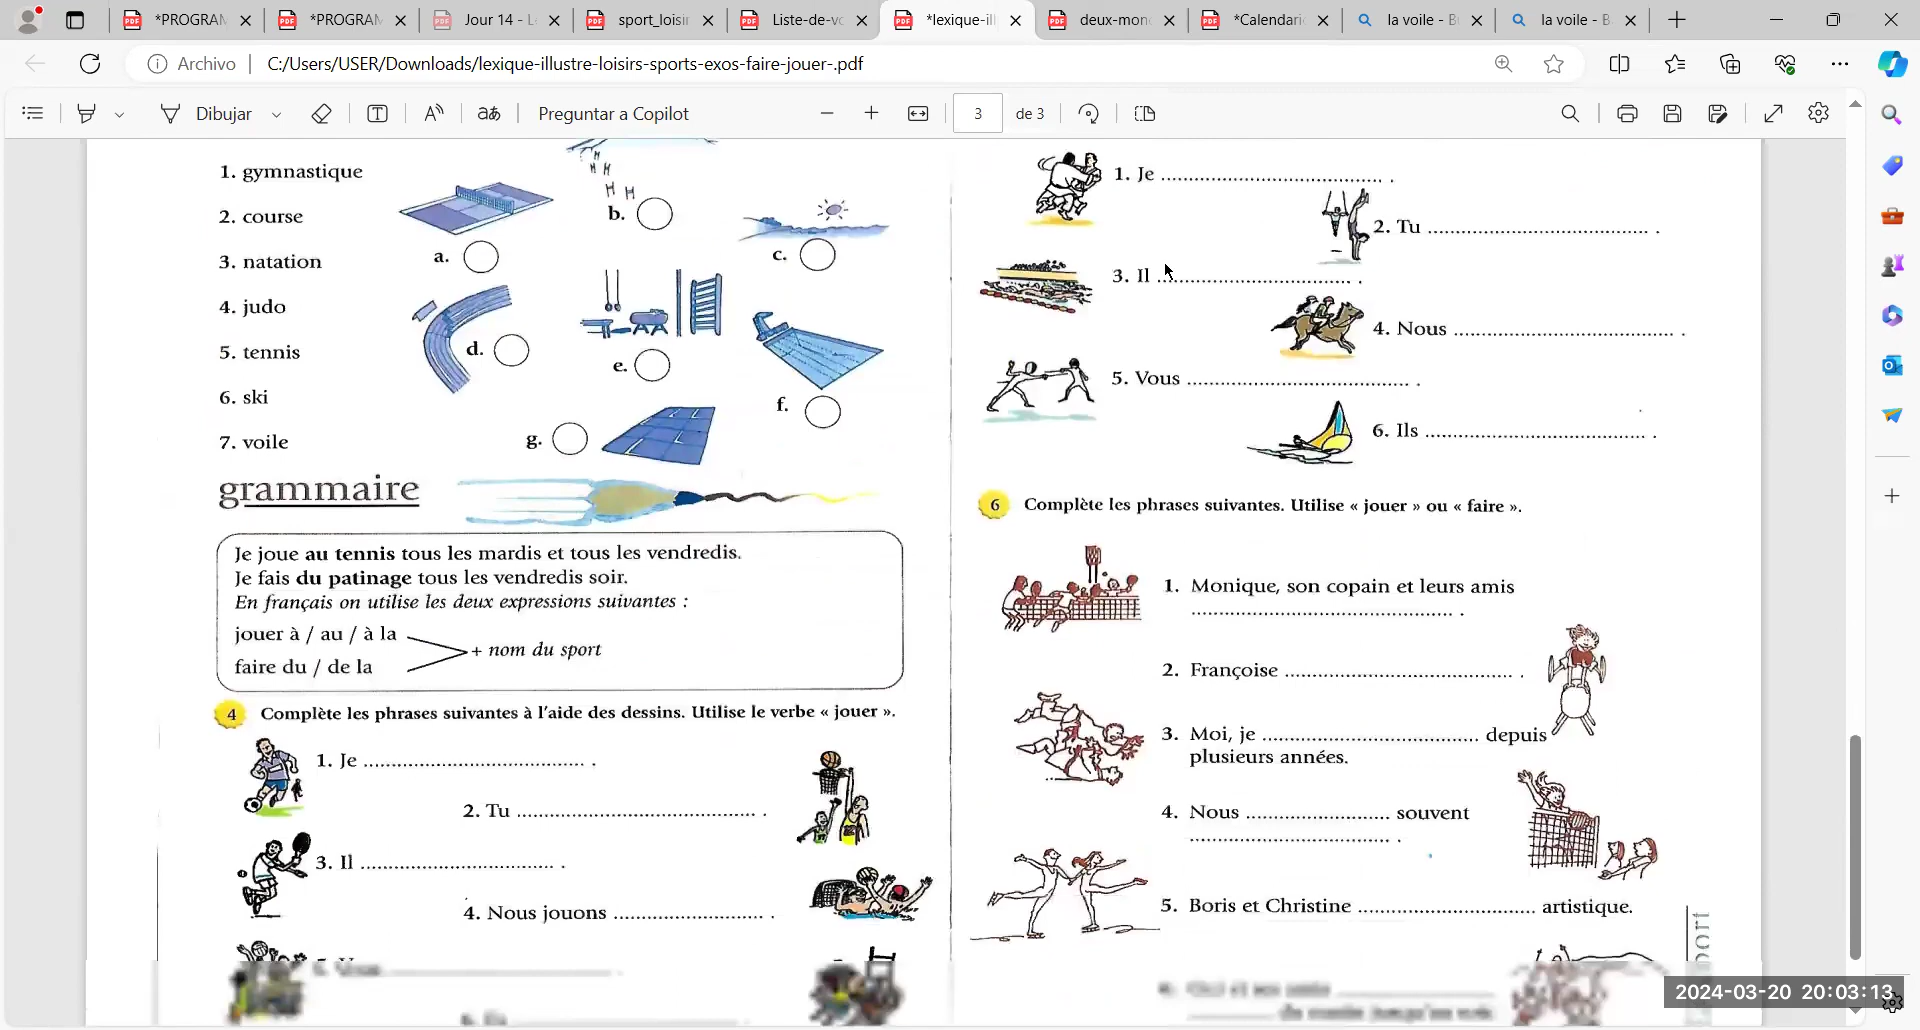 *PROGRAM
*PROGRAM
Jour 14 - L
sport_loisir
Liste-de-vo
*lexique-ill
deux-mon
*Calendari
la voile - B
la voile - B
Archivo
C:/Users/USER/Downloads/lexique-illustre-loisirs-sports-exos-faire-jouer-.pdf
Dibujar
Preguntar a Copilot
3
de 3
1. gymnastique
2. course
3. natation
4. judo
5. tennis
6. ski
7. voile
a.
b.
c.
d.
e.
f.
g.
grammaire
Je joue au tennis tous les mardis et tous les vendredis.
Je fais du patinage tous les vendredis soir.
En français on utilise les deux expressions suivantes :
jouer à / au / à la
+ nom du sport
faire du / de la
4 Complète les phrases suivantes à l'aide des dessins. Utilise le verbe « jouer ».
1. Je .......................................... .
2. Tu .............................................. .
3. Il ..................................... .
4. Nous jouons ............................. .
1. Je .......................................... .
2. Tu .......................................... .
3. Il ..................................... .
4. Nous .......................................... .
5. Vous .......................................... .
6. Ils .......................................... .
6 Complète les phrases suivantes. Utilise « jouer » ou « faire ».
1. Monique, son copain et leurs amis
.................................................. .
2. Françoise ............................................ .
3. Moi, je .......................................... depuis
plusieurs années.
4. Nous ............................ souvent
........................................ .
5. Boris et Christine .................................. artistique.
port
2024-03-20 20:03:13